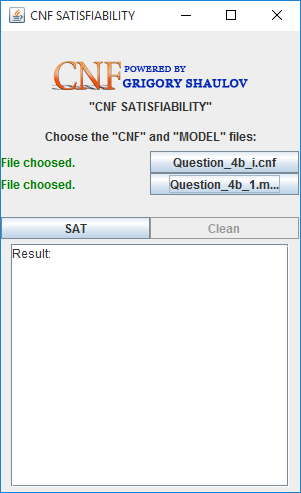 CNF SATISFIABILITY
CNF POWERED BY
GRIGORY SHAULOV
"CNF SATISFIABILITY"
Choose the "CNF" and "MODEL" files:
File choosed. Question_4b_i.cnf
File choosed. Question_4b_1.m...
SAT Clean
Result: